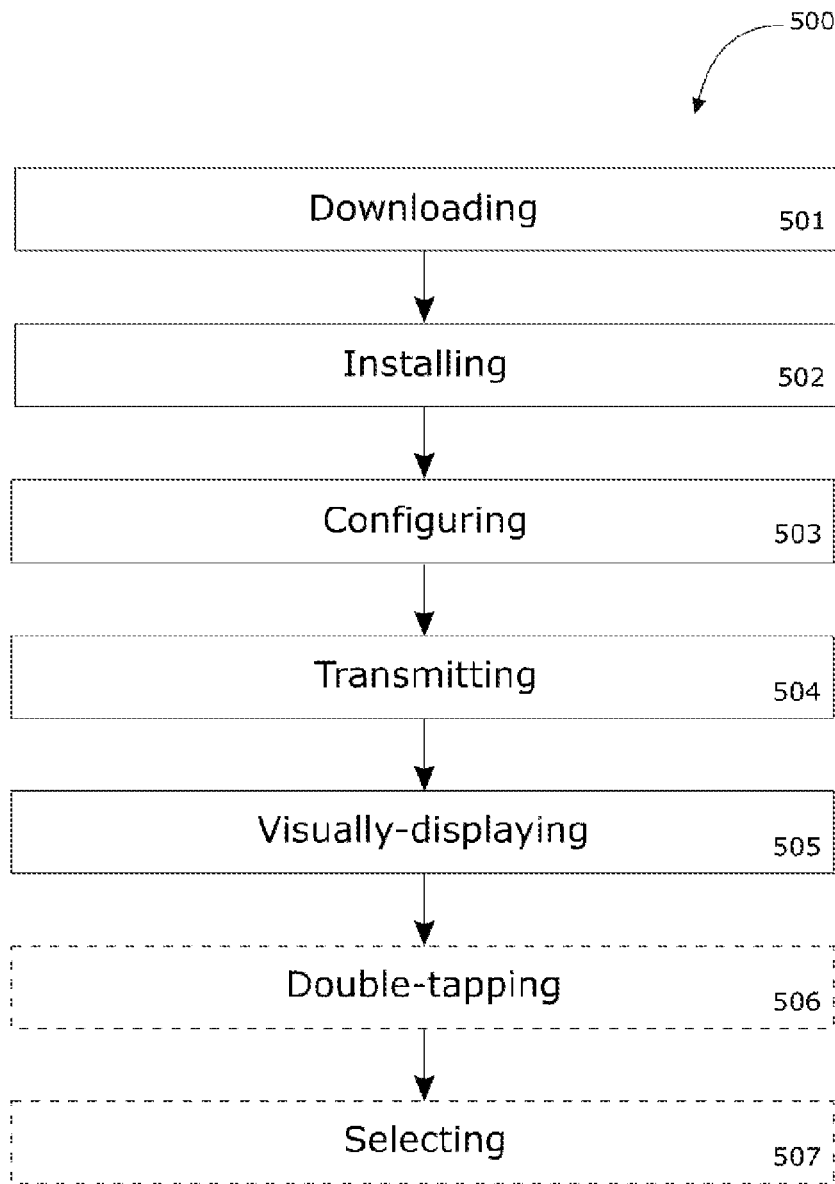 500
Downloading 501
Installing 502
Configuring 503
Transmitting 504
Visually-displaying 505
Double-tapping 506
Selecting 507